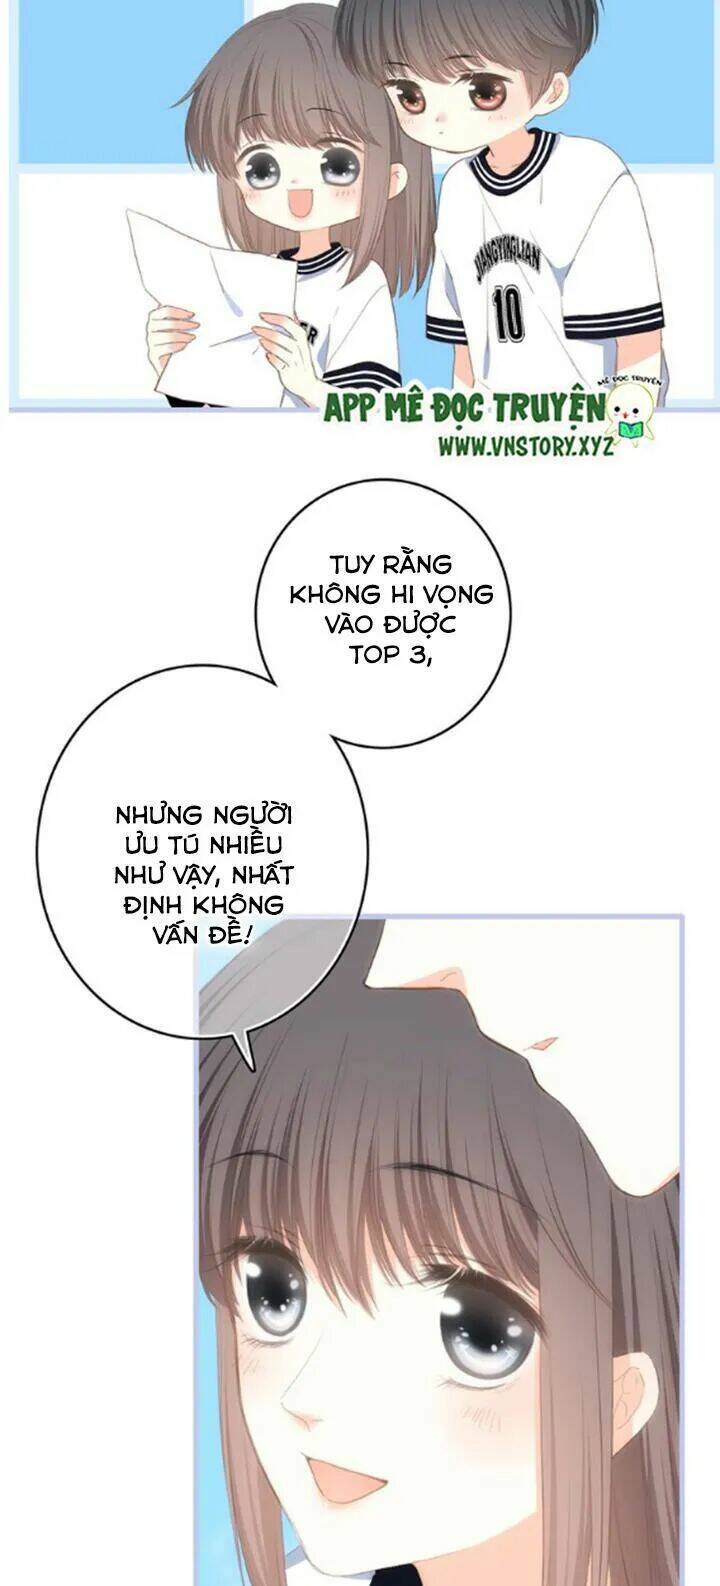 JIANGYINGLIAN
10
ER
MÊ ĐỌC TRUYỆN
APP MÊ ĐỌC TRUYỆN
WWW.VNSTORY.XYZ
TUY RẰNG
KHÔNG HI VỌNG
VÀO ĐƯỢC
TOP 3,
NHƯNG NGƯỜI
ƯU TÚ NHIỀU
NHƯ VẬY, NHẤT
ĐỊNH KHÔNG
VẤN ĐỀ!